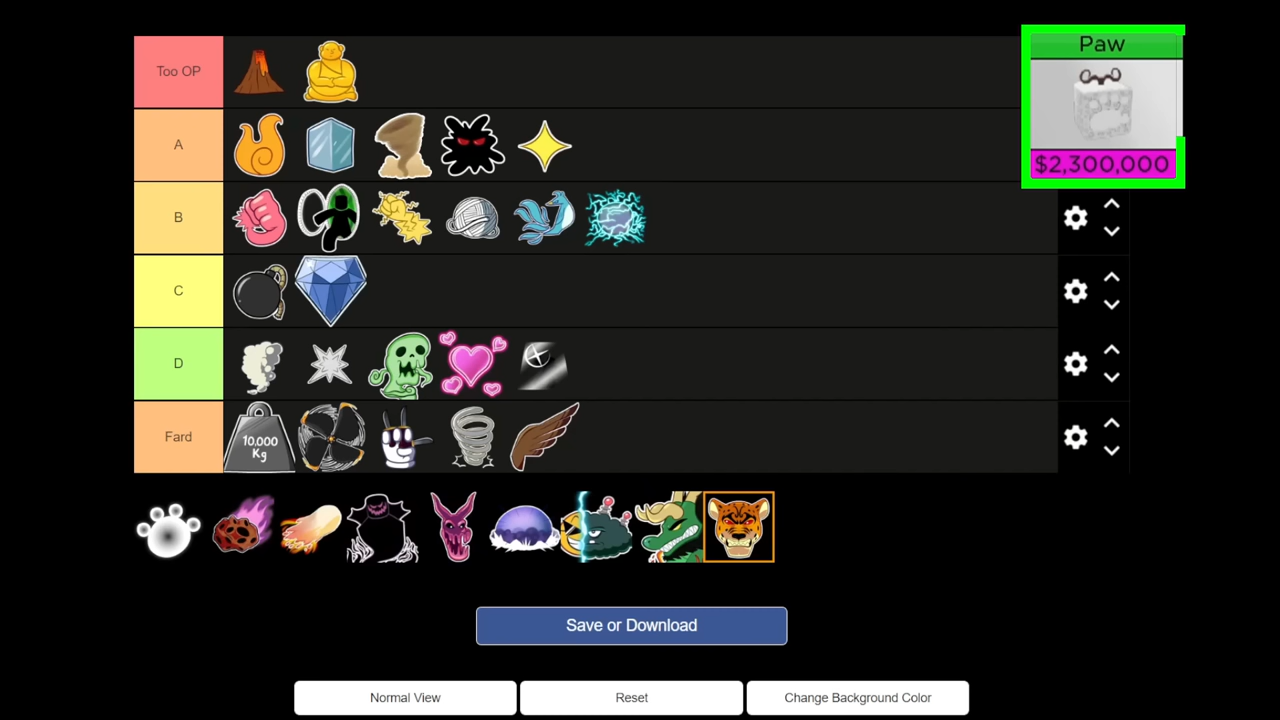 Paw
$2,300,000
Too OP
A
B
C
D
Fard
10,000
Kg
Save or Download
Normal View
Reset
Change Background Color